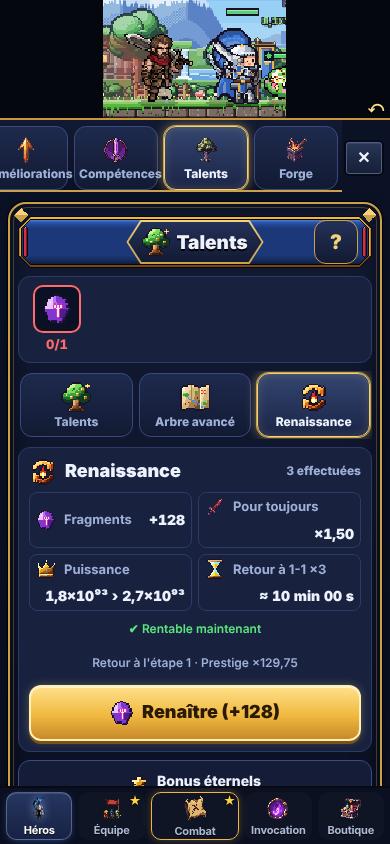 méliorations
Compétences
Talents
Forge
✕
Talents
?
0/1
Talents
Arbre avancé
Renaissance
Renaissance
3 effectuées
Fragments +128
Pour toujours
×1,50
Puissance
1,8×10⁹³ › 2,7×10⁹³
Retour à 1-1 ×3
≈ 10 min 00 s
✔ Rentable maintenant
Retour à l'étape 1 · Prestige ×129,75
Renaître (+128)
Bonus éternels
Héros
Équipe
Combat
Invocation
Boutique